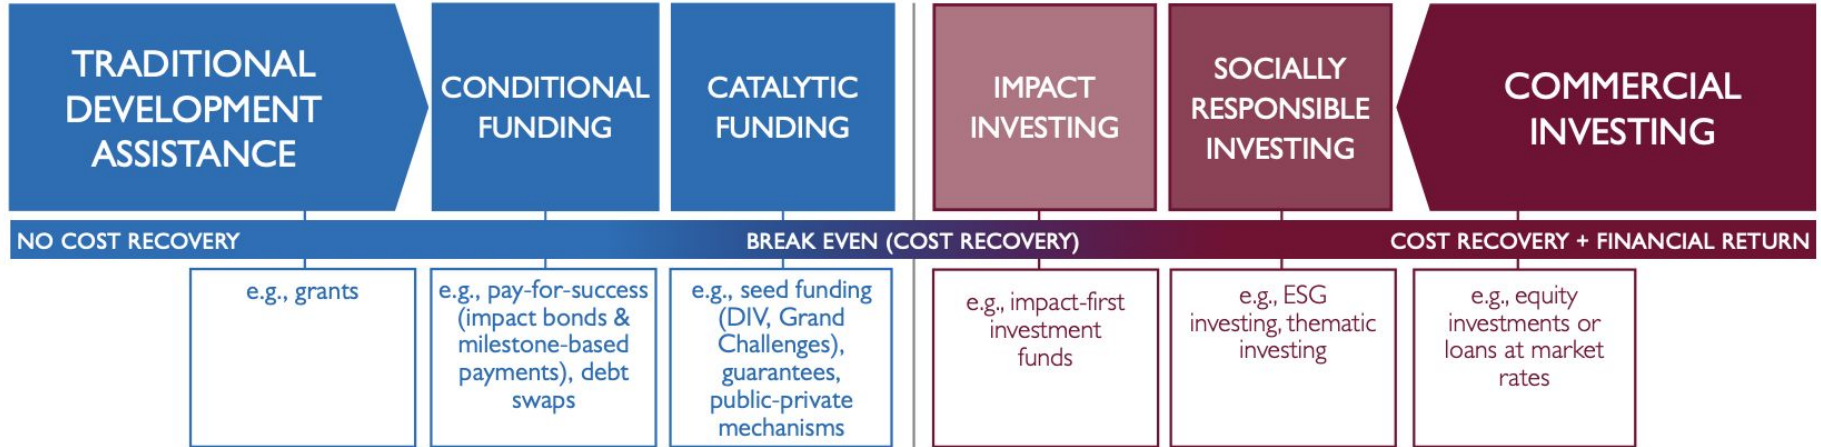 TRADITIONAL
DEVELOPMENT
ASSISTANCE
CONDITIONAL
FUNDING
CATALYTIC
FUNDING
IMPACT
INVESTING
SOCIALLY
RESPONSIBLE
INVESTING
COMMERCIAL
INVESTING
NO COST RECOVERY
BREAK EVEN (COST RECOVERY)
COST RECOVERY + FINANCIAL RETURN
e.g., grants
e.g., pay-for-success
(impact bonds &
milestone-based
payments), debt
swaps
e.g., seed funding
(DIV, Grand
Challenges),
guarantees,
public-private
mechanisms
e.g., impact-first
investment
funds
e.g., ESG
investing, thematic
investing
e.g., equity
investments or
loans at market
rates